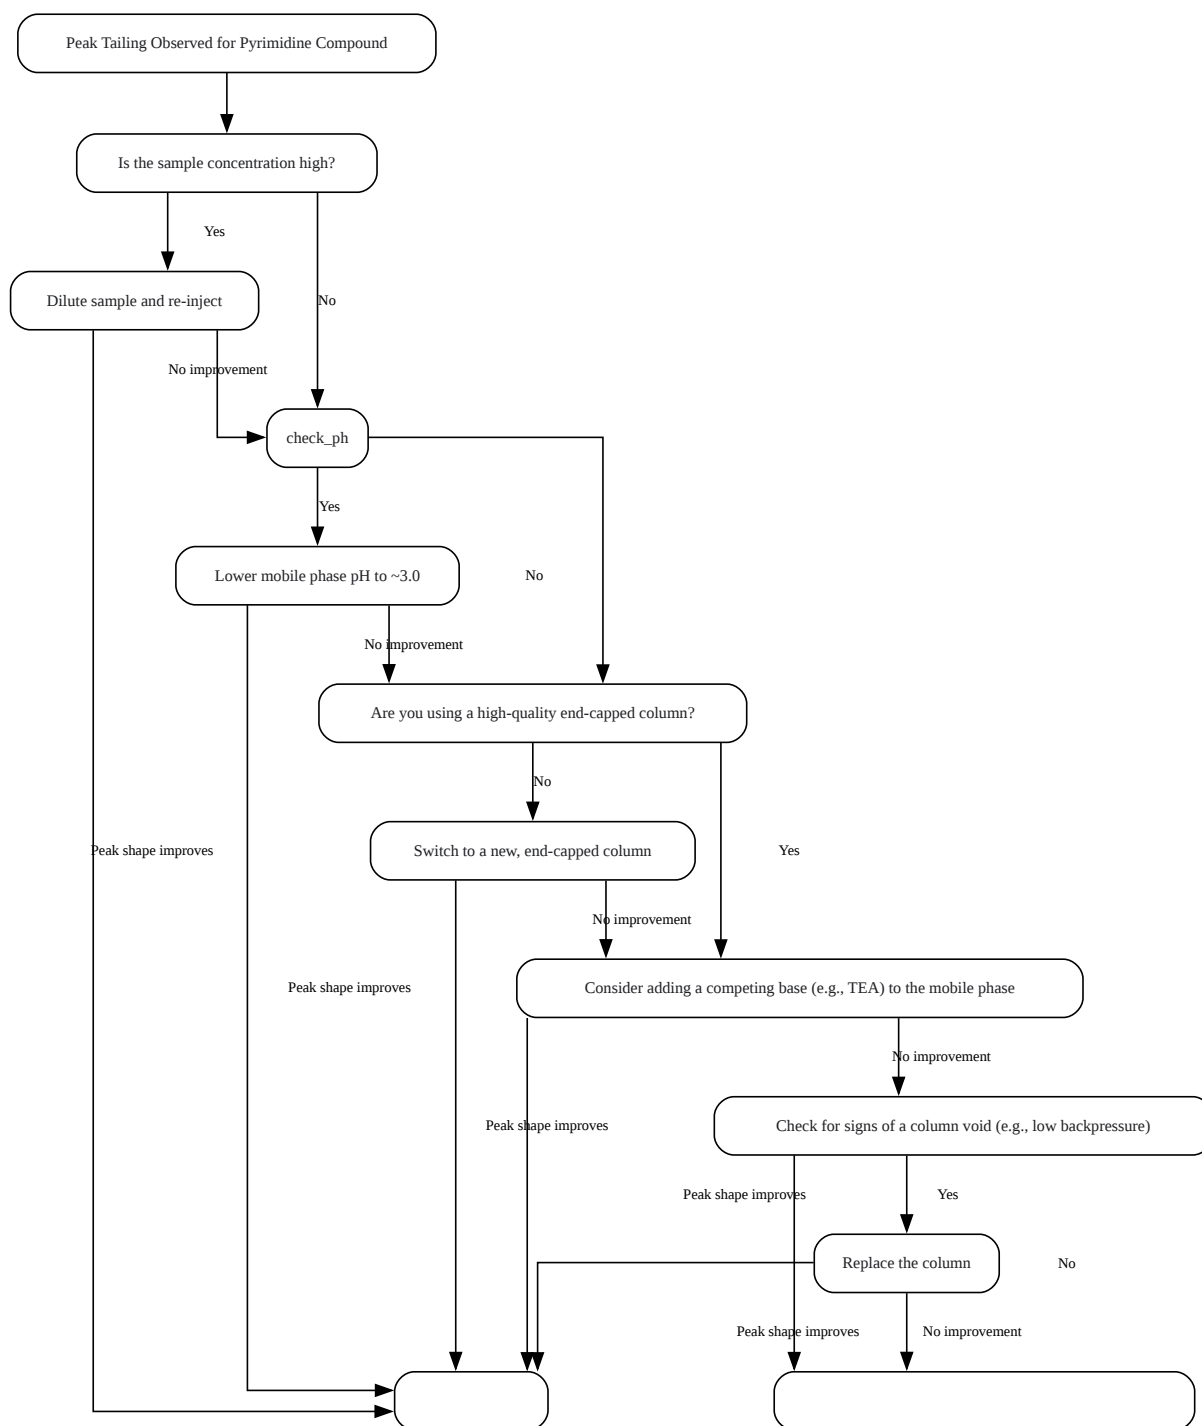 Peak Tailing Observed for Pyrimidine Compound
Is the sample concentration high?
Yes
Dilute sample and re-inject
No
No improvement
check_ph
Yes
Lower mobile phase pH to ~3.0
No
No improvement
Are you using a high-quality end-capped column?
No
Peak shape improves
Switch to a new, end-capped column
Yes
No improvement
Peak shape improves
Consider adding a competing base (e.g., TEA) to the mobile phase
No improvement
Peak shape improves
Check for signs of a column void (e.g., low backpressure)
Peak shape improves
Yes
Replace the column
No
Peak shape improves
No improvement